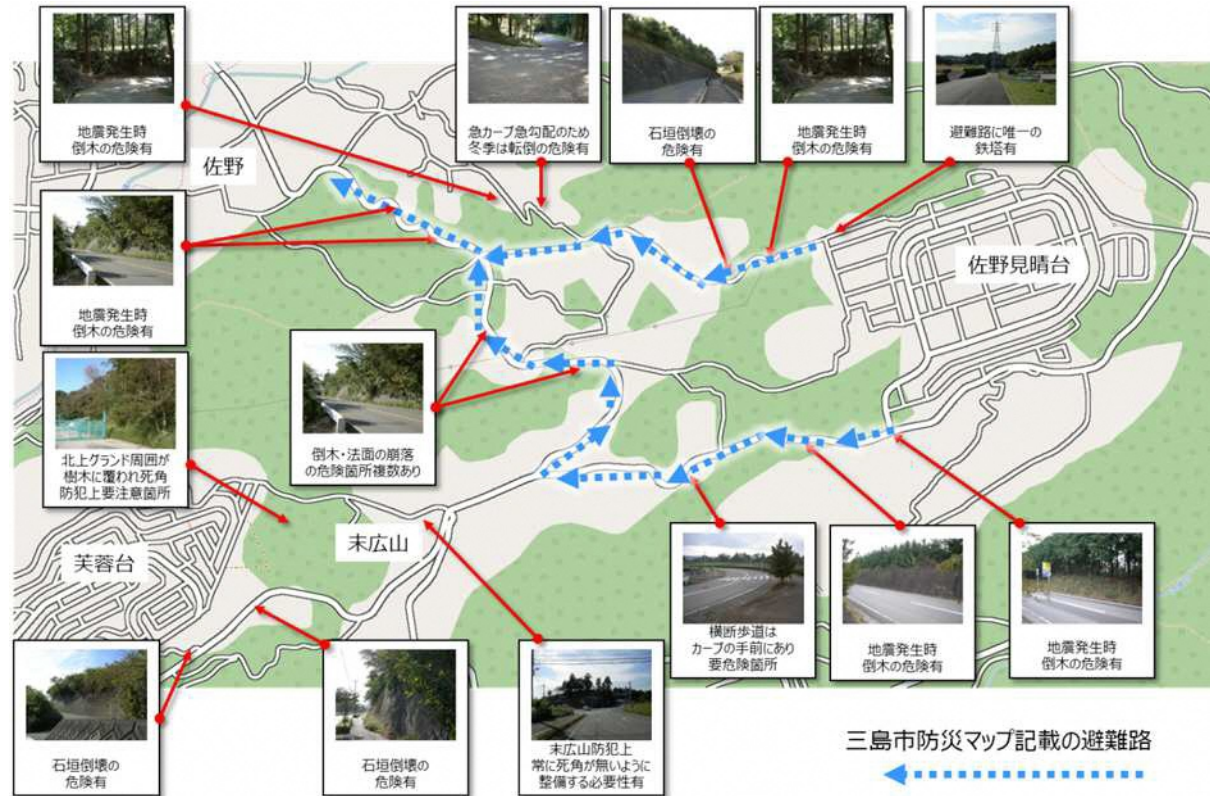 地震発生時
倒木の危険有
急カーブ急勾配のため
冬季は転倒の危険有
石垣倒壊の
危険有
地震発生時
倒木の危険有
避難路に唯一の
鉄塔有
佐野
佐野見晴台
地震発生時
倒木の危険有
倒木・法面の崩落
の危険箇所複数あり
北上グランド周囲が
樹木に覆われ死角
防犯上要注意箇所
末広山
芙蓉台
横断歩道は
カーブの手前にあり
要危険箇所
地震発生時
倒木の危険有
地震発生時
倒木の危険有
石垣倒壊の
危険有
石垣倒壊の
危険有
末広山防犯上
常に死角が無いように
整備する必要性有
三島市防災マップ記載の避難路